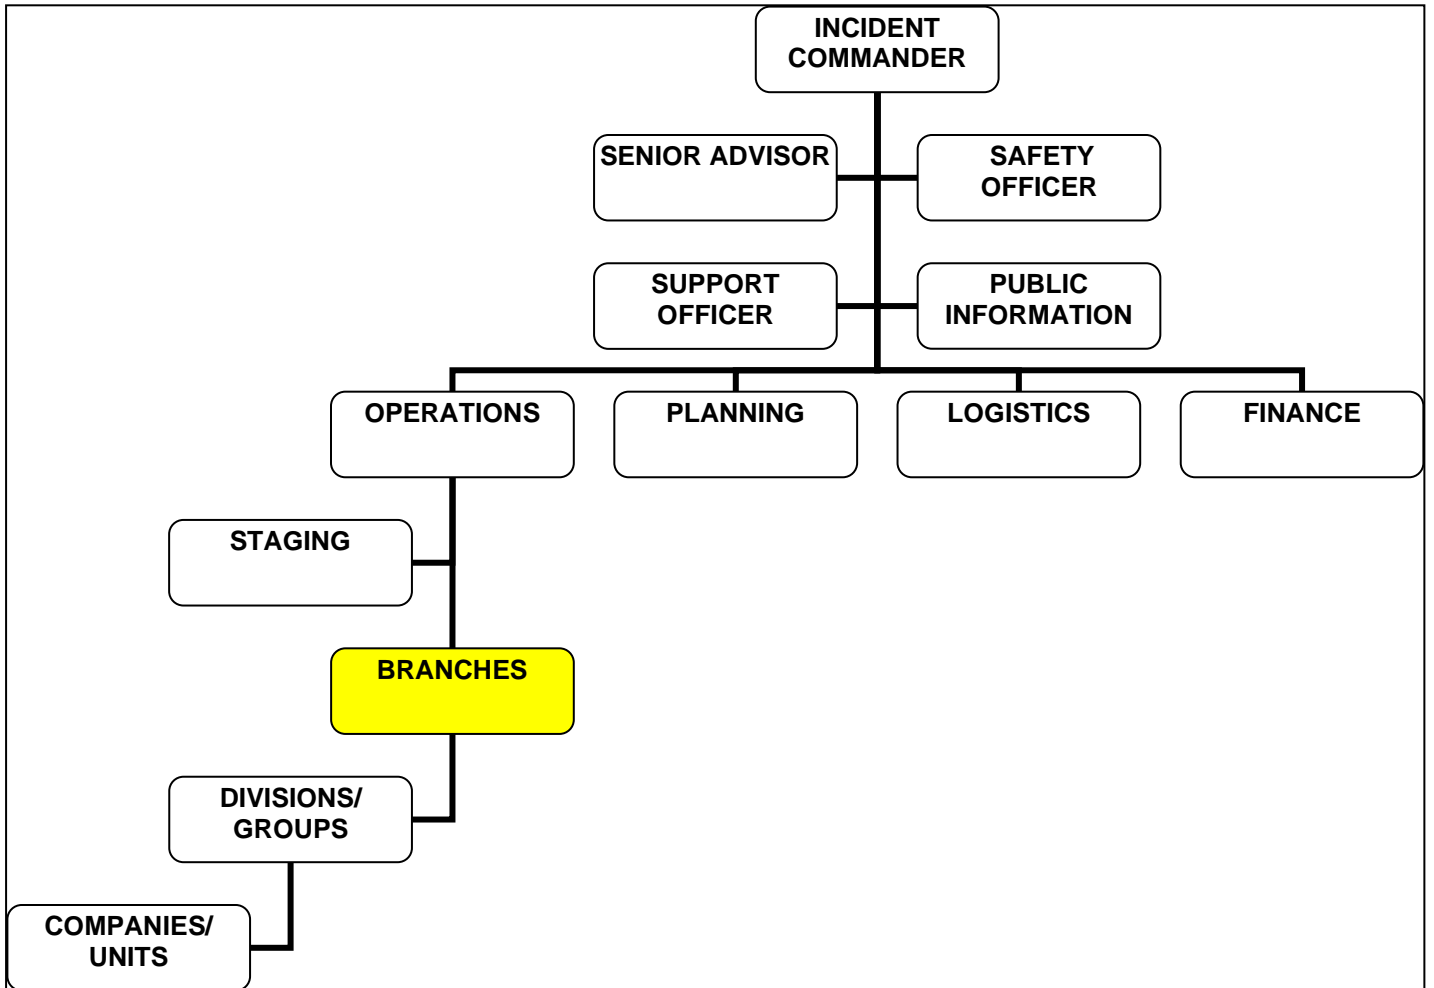 INCIDENT
COMMANDER
SENIOR ADVISOR
SAFETY
OFFICER
SUPPORT
OFFICER
PUBLIC
INFORMATION
OPERATIONS
PLANNING
LOGISTICS
FINANCE
STAGING
BRANCHES
DIVISIONS/
GROUPS
COMPANIES/
UNITS